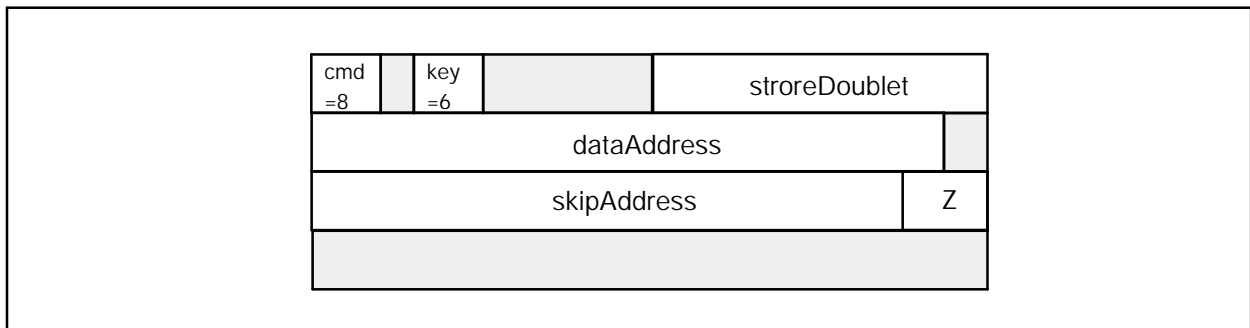 cmd
=8
key
=6
stroreDoublet
dataAddress
skipAddress
Z